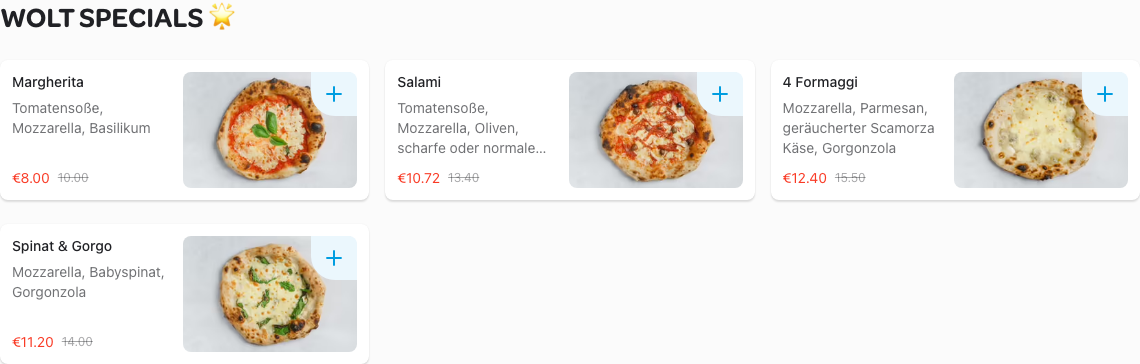 WOLT SPECIALS 🌟
Margherita
Tomatensoße,
Mozzarella, Basilikum
€8.00 10.00
Salami
Tomatensoße,
Mozzarella, Oliven,
scharfe oder normale...
€10.72 13.40
4 Formaggi
Mozzarella, Parmesan,
geräucherter Scamorza
Käse, Gorgonzola
€12.40 15.50
Spinat & Gorgo
Mozzarella, Babyspinat,
Gorgonzola
€11.20 14.00